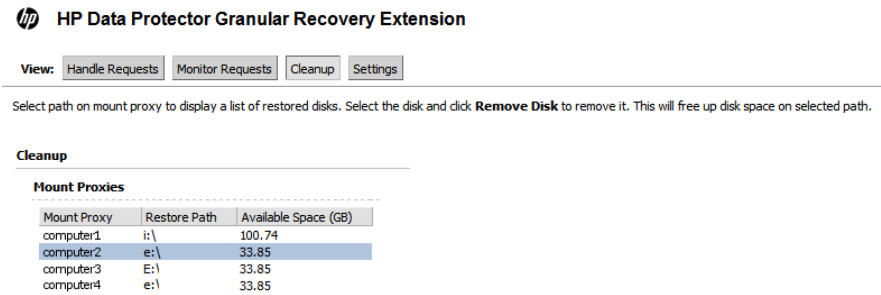 hp HP Data Protector Granular Recovery Extension
View: Handle Requests Monitor Requests Cleanup Settings
Select path on mount proxy to display a list of restored disks. Select the disk and click Remove Disk to remove it. This will free up disk space on selected path.
Cleanup
Mount Proxies
Mount Proxy Restore Path Available Space (GB)
computer1 i:\ 100.74
computer2 e:\ 33.85
computer3 E:\ 33.85
computer4 e:\ 33.85